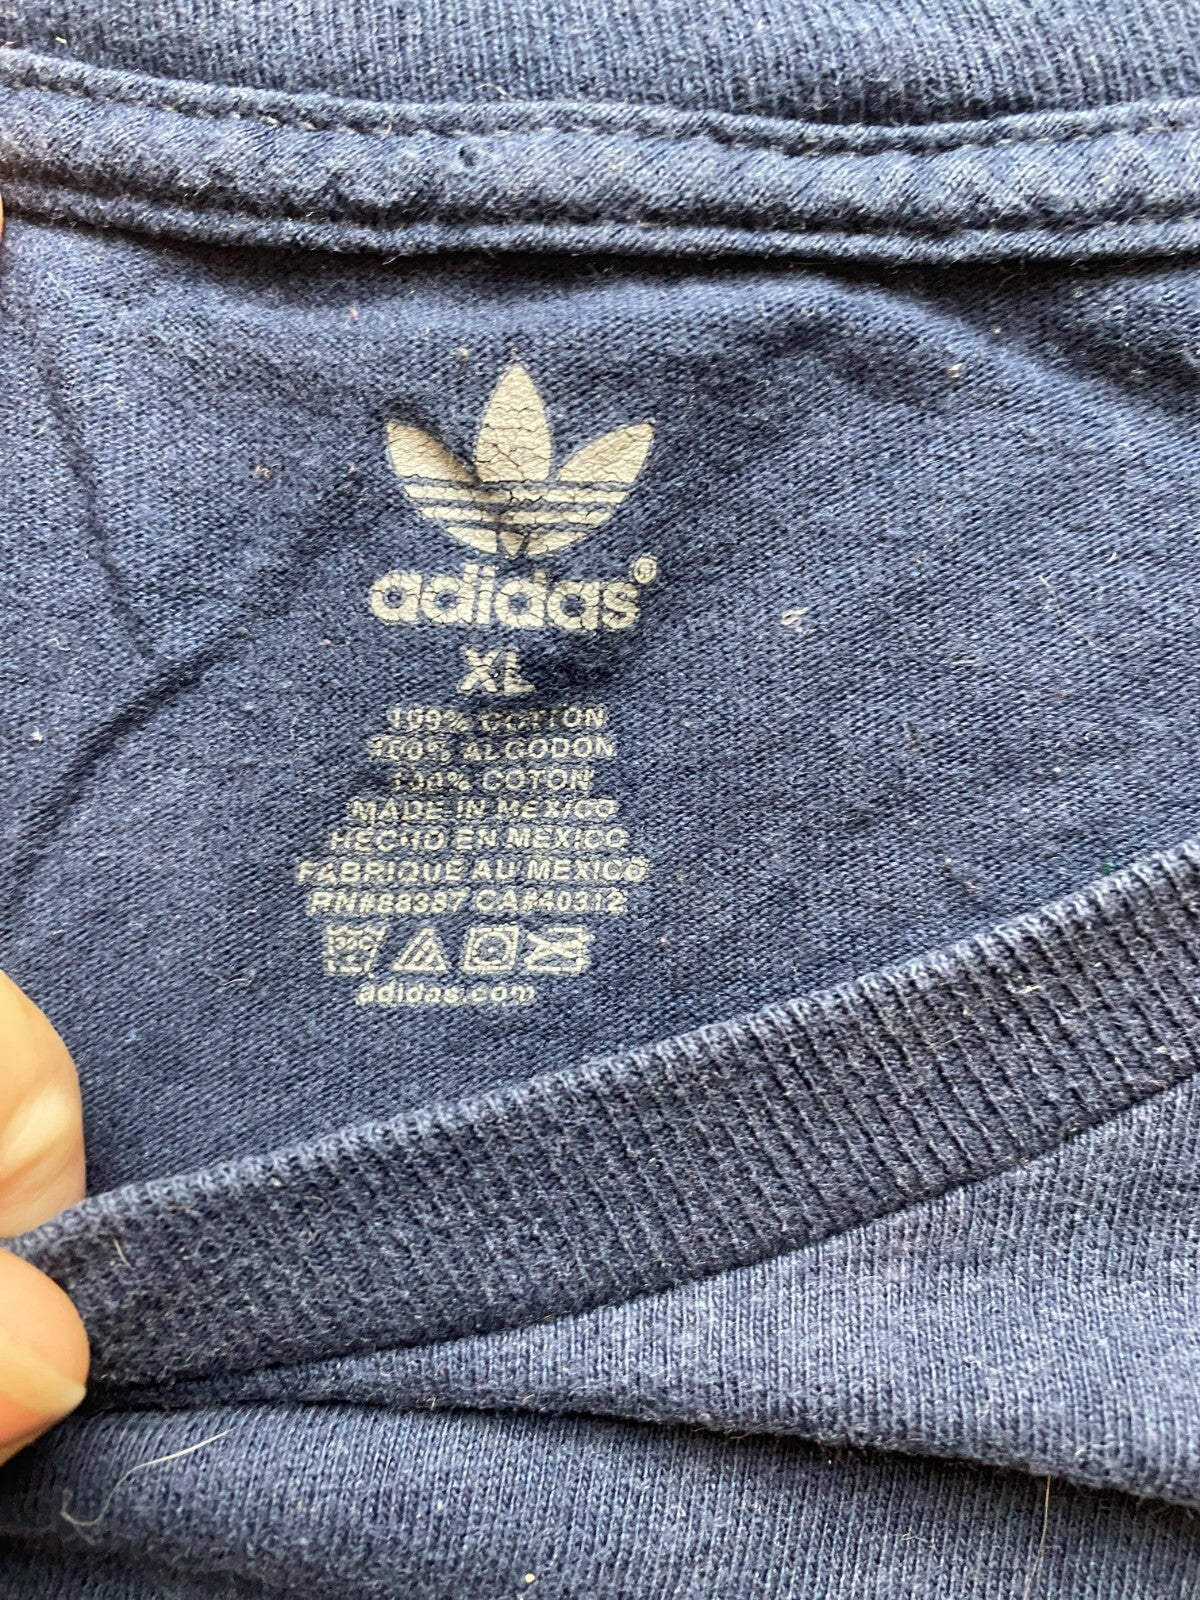 adidas®
XL
100% COTTON
100% ALGODON
100% COTON
MADE IN MEXICO
HECHO EN MEXICO
FABRIQUE AU MEXICO
RN#88387 CA#40312
30C
adidas.com